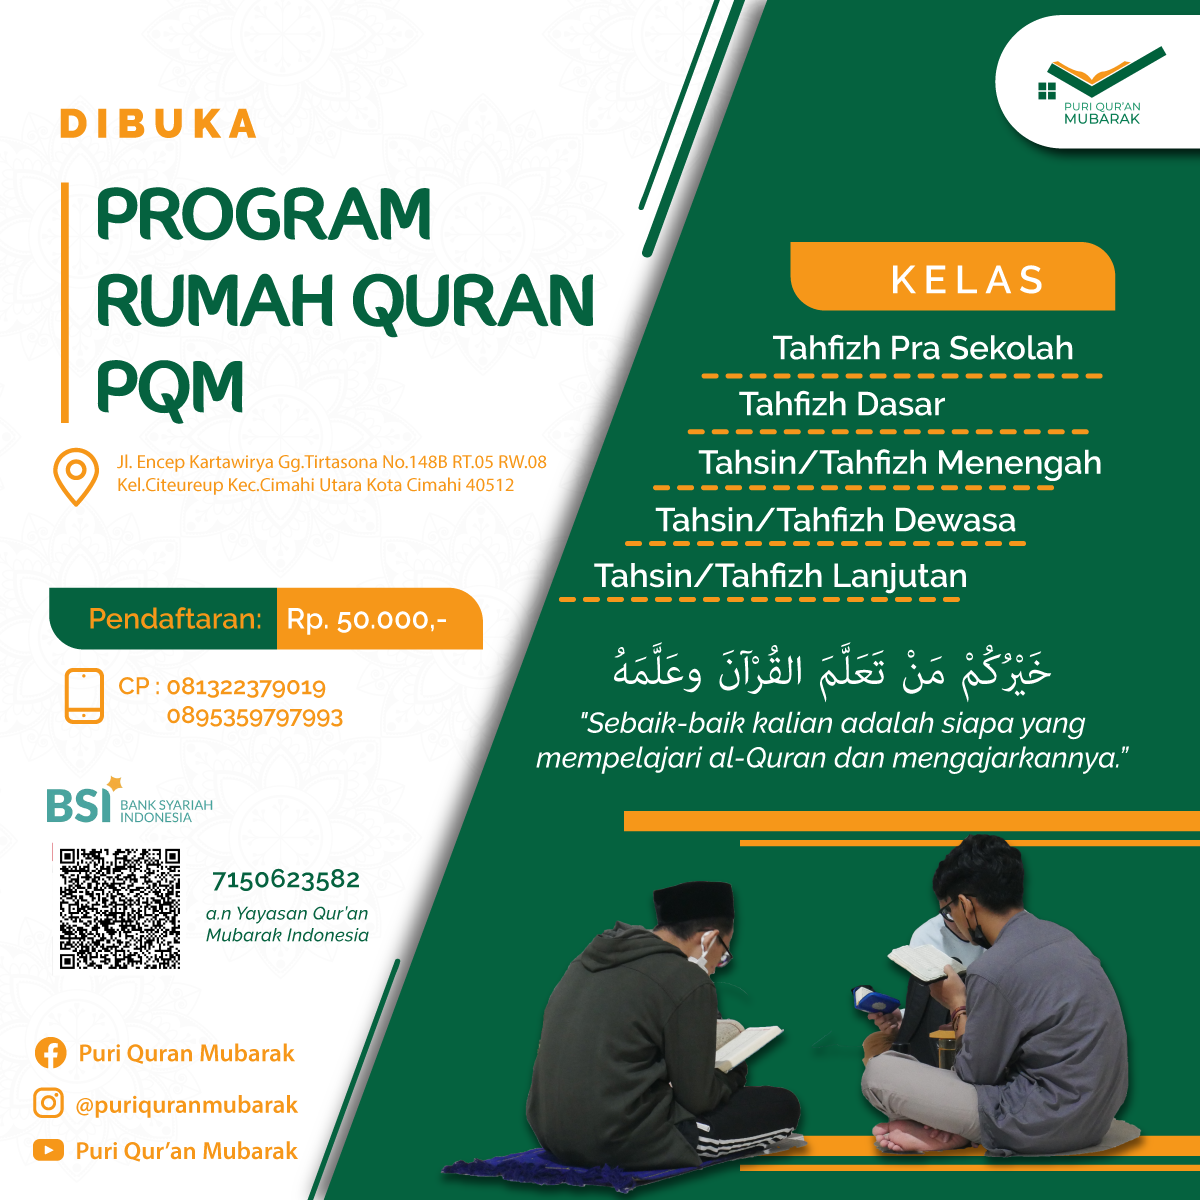 DIBUKA
PROGRAM
RUMAH QURAN
PQM
Jl. Encep Kartawirya Gg.Tirtasona No.148B RT.05 RW.08
Kel.Citeureup Kec.Cimahi Utara Kota Cimahi 40512
Pendaftaran: Rp. 50.000,-
CP : 081322379019
0895359797993
BSI BANK SYARIAH
INDONESIA
7150623582
a.n Yayasan Qur'an
Mubarak Indonesia
Puri Quran Mubarak
@puriquranmubarak
Puri Qur'an Mubarak
PURI QUR'AN
MUBARAK
KELAS
Tahfizh Pra Sekolah
Tahfizh Dasar
Tahsin/Tahfizh Menengah
Tahsin/Tahfizh Dewasa
Tahsin/Tahfizh Lanjutan
خَيْرُكُمْ مَنْ تَعَلَّمَ القُرْآنَ وعَلَّمَهُ
"Sebaik-baik kalian adalah siapa yang
mempelajari al-Quran dan mengajarkannya."